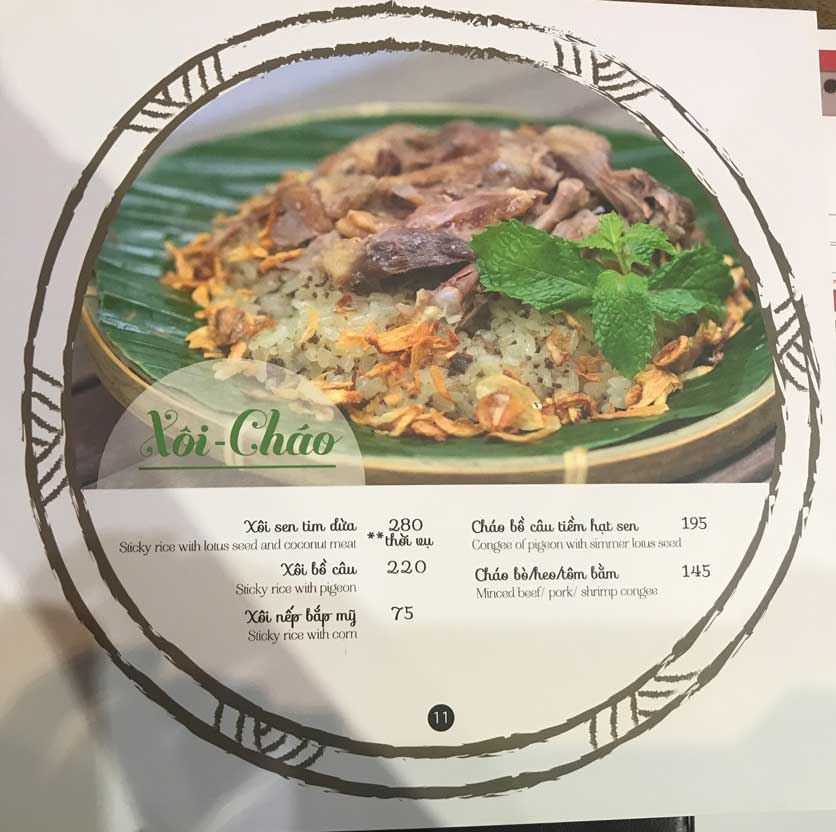 Xôi - Cháo
Xôi sen tim dừa 280
Sticky rice with lotus seed and coconut meat **thời vụ
Xôi bồ câu 220
Sticky rice with pigeon
Xôi nếp bắp mỹ 75
Sticky rice with corn
Cháo bồ câu tiềm hạt sen 195
Congee of pigeon with simmer lotus seed
Cháo bò/heo/tôm bằm 145
Minced beef/ pork/ shrimp congee
11